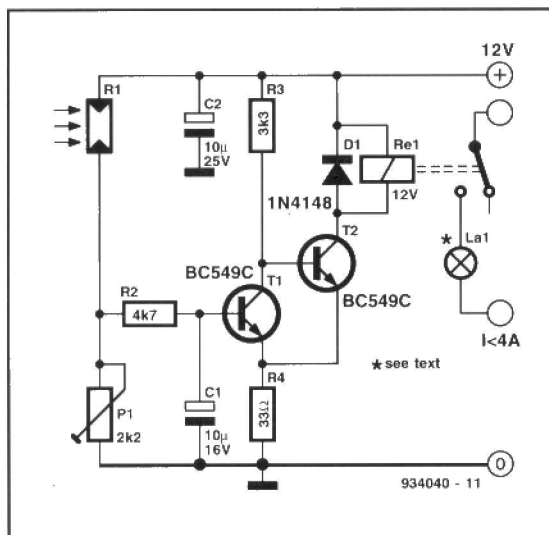 12V
+
R1
C2
10µ
25V
R3
3k3
D1
1N4148
Re1
12V
T2
BC549C
* La1
BC549C
T1
R2
4k7
I<4A
* see text
P1
2k2
C1
10µ
16V
R4
33Ω
0
934040 - 11